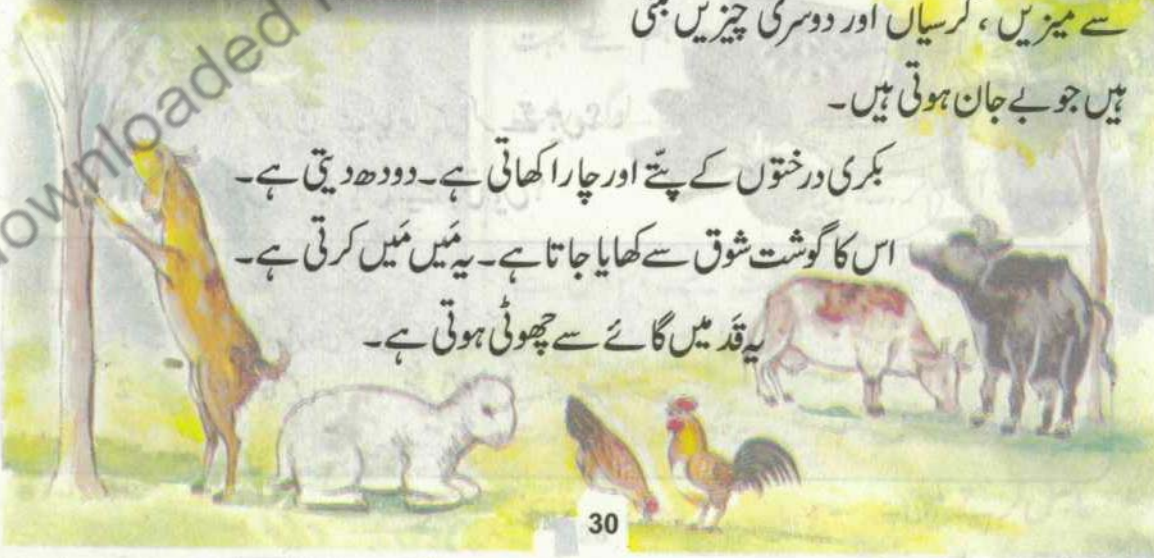 سے میزیں، کرسیاں اور دوسری چیزیں بنتی
ہیں جو بے جان ہوتی ہیں۔
بکری درختوں کے پتّے اور چارا کھاتی ہے۔ دودھ دیتی ہے۔
اس کا گوشت شوق سے کھایا جاتا ہے۔ یہ مَیں مَیں کرتی ہے۔
یہ قَد میں گائے سے چھوٹی ہوتی ہے۔
30
ownloaded